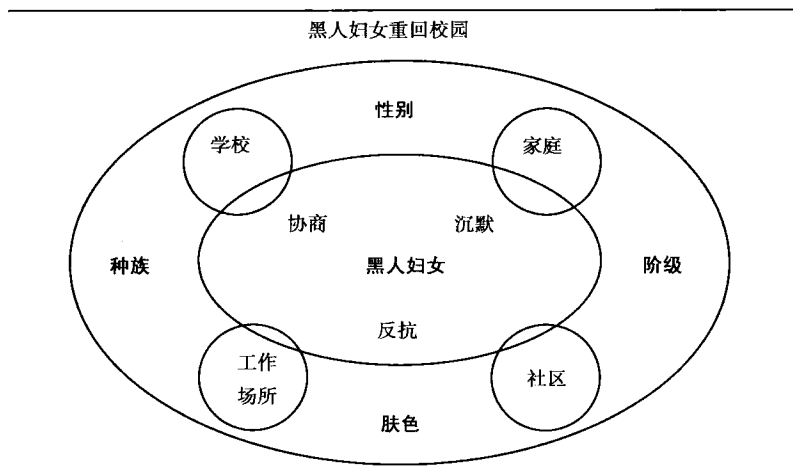 黑人妇女重回校园
性别
学校
家庭
协商
沉默
种族
黑人妇女
阶级
反抗
工作
场所
社区
肤色